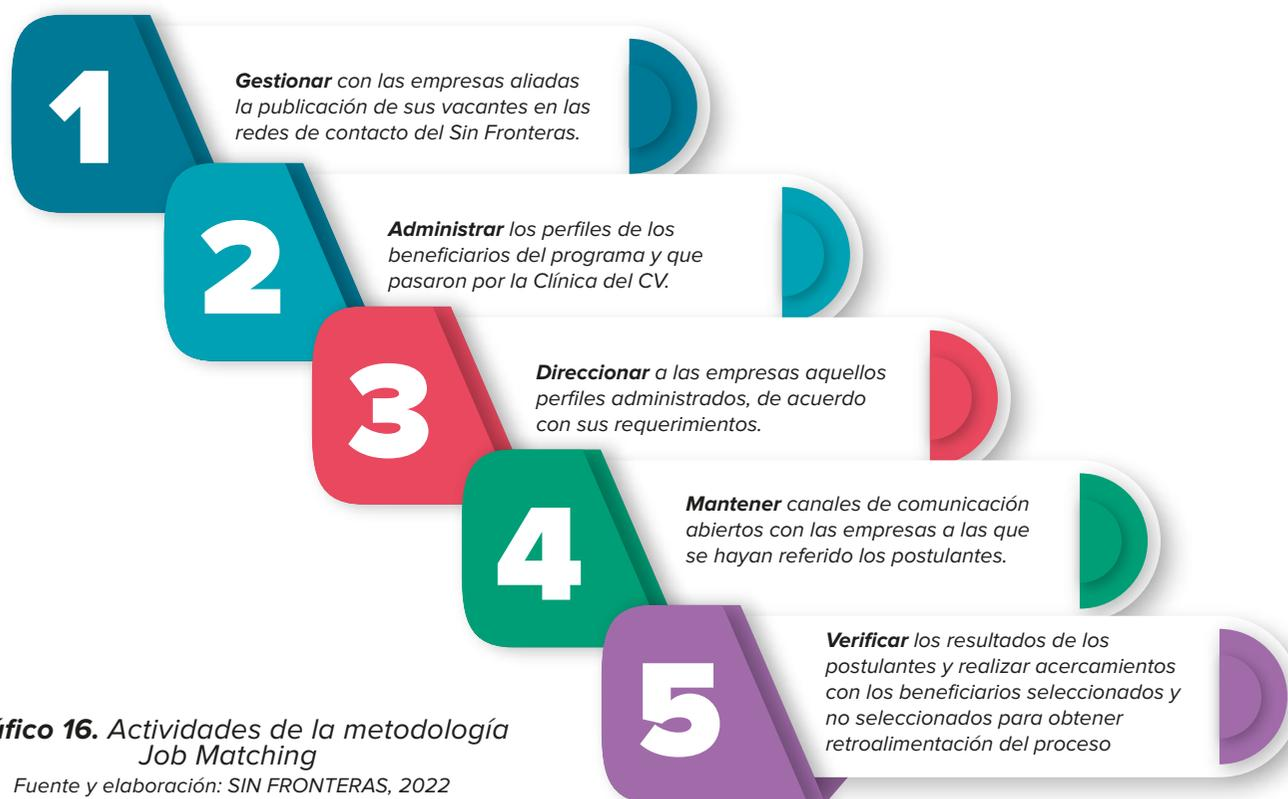 1
Gestionar con las empresas aliadas
la publicación de sus vacantes en las
redes de contacto del Sin Fronteras.
2
Administrar los perfiles de los
beneficiarios del programa y que
pasaron por la Clínica del CV.
3
Direccionar a las empresas aquellos
perfiles administrados, de acuerdo
con sus requerimientos.
4
Mantener canales de comunicación
abiertos con las empresas a las que
se hayan referido los postulantes.
5
Verificar los resultados de los
postulantes y realizar acercamientos
con los beneficiarios seleccionados y
no seleccionados para obtener
retroalimentación del proceso
áfico 16. Actividades de la metodología
Job Matching
Fuente y elaboración: SIN FRONTERAS, 2022